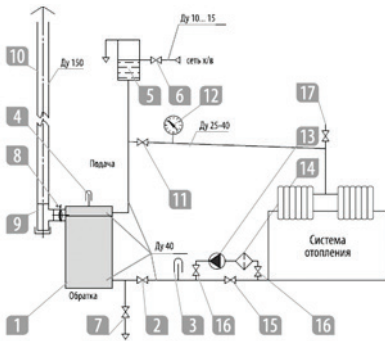 10
Ду 150
Ду 10... 15
сеть к/в
5
6
12
17
4
Ду 25-40
13
Подача
11
14
8
9
Система
отопления
Ду 40
Обратка
1
7
2
3
16
15
16